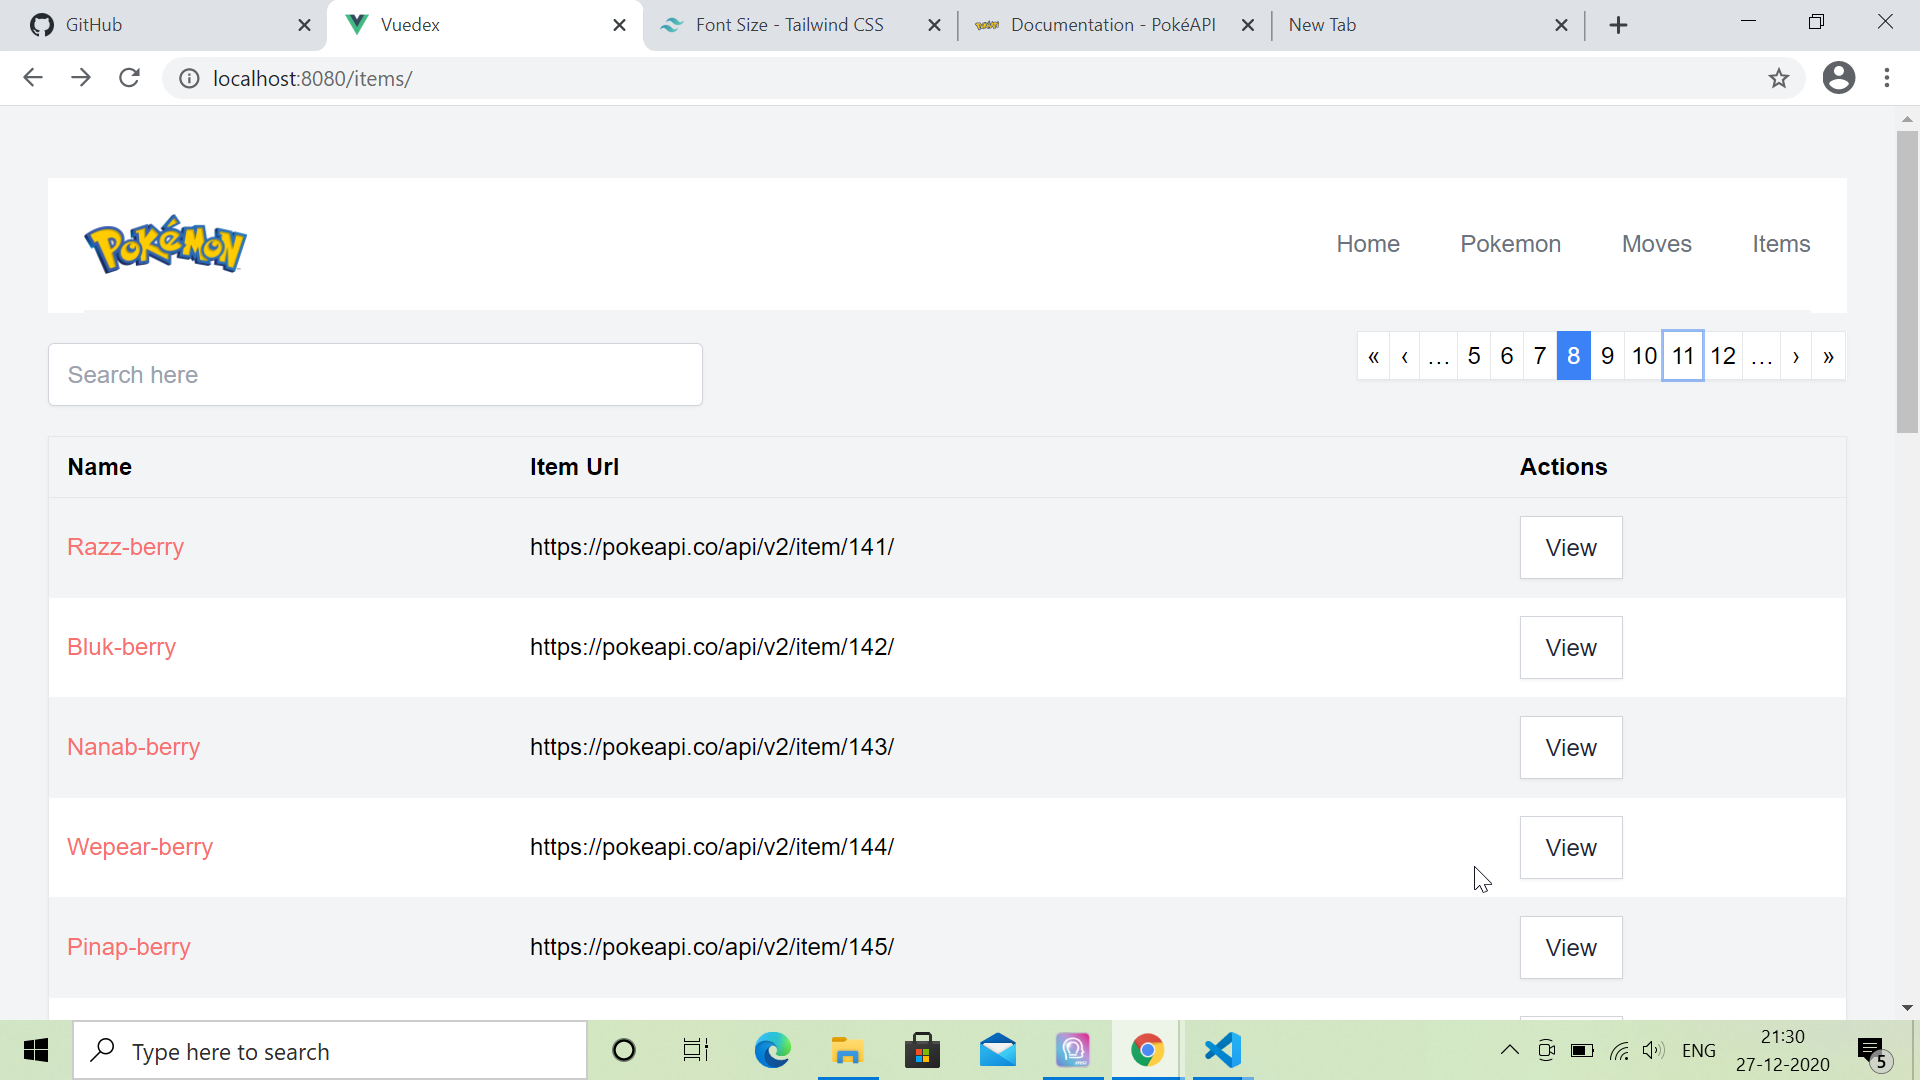 GitHub
Vuedex
Font Size - Tailwind CSS
Documentation - PokéAPI
New Tab
localhost:8080/items/
POKéMON
Home
Pokemon
Moves
Items
Search here
« ‹ ... 5 6 7 8 9 10 11 12 ... › »
Name Item Url Actions
Razz-berry https://pokeapi.co/api/v2/item/141/ View
Bluk-berry https://pokeapi.co/api/v2/item/142/ View
Nanab-berry https://pokeapi.co/api/v2/item/143/ View
Wepear-berry https://pokeapi.co/api/v2/item/144/ View
Pinap-berry https://pokeapi.co/api/v2/item/145/ View
Type here to search
ENG
21:30
27-12-2020
5